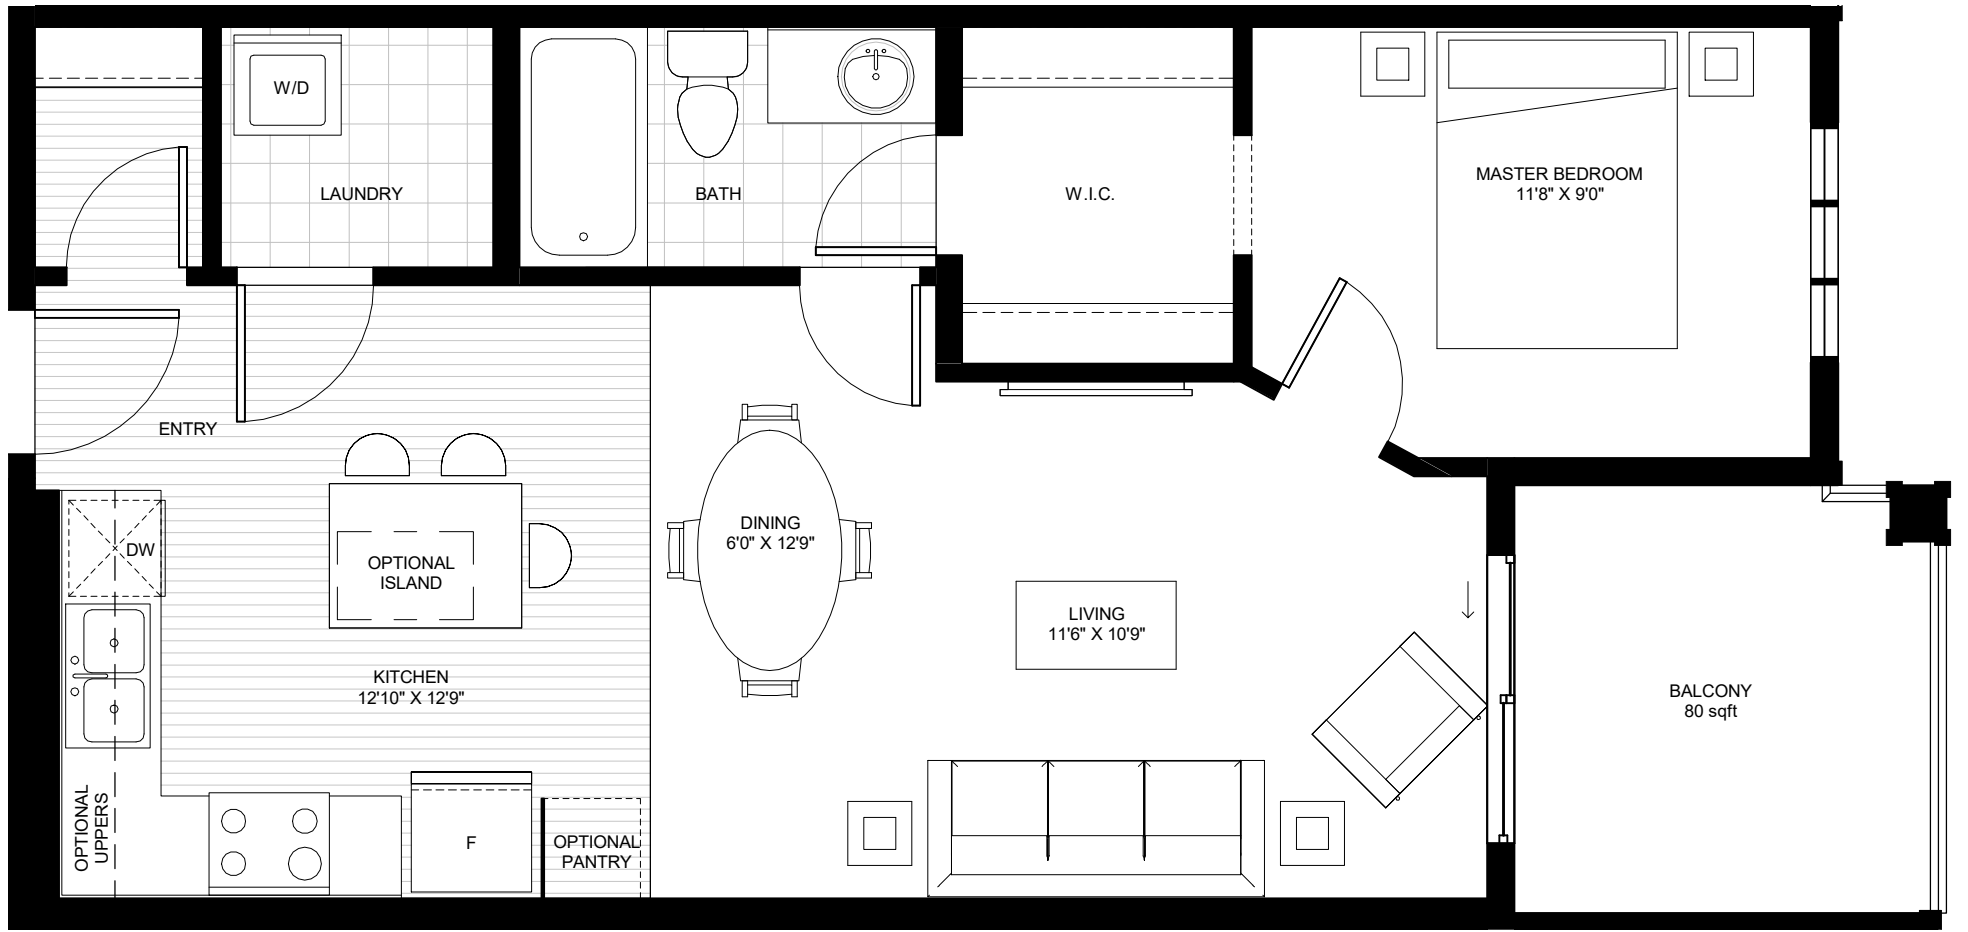 W/D
LAUNDRY
BATH
W.I.C.
MASTER BEDROOM
11'8" X 9'0"
ENTRY
DW
OPTIONAL
ISLAND
DINING
6'0" X 12'9"
LIVING
11'6" X 10'9"
KITCHEN
12'10" X 12'9"
BALCONY
80 sqft
OPTIONAL
UPPERS
F
OPTIONAL
PANTRY